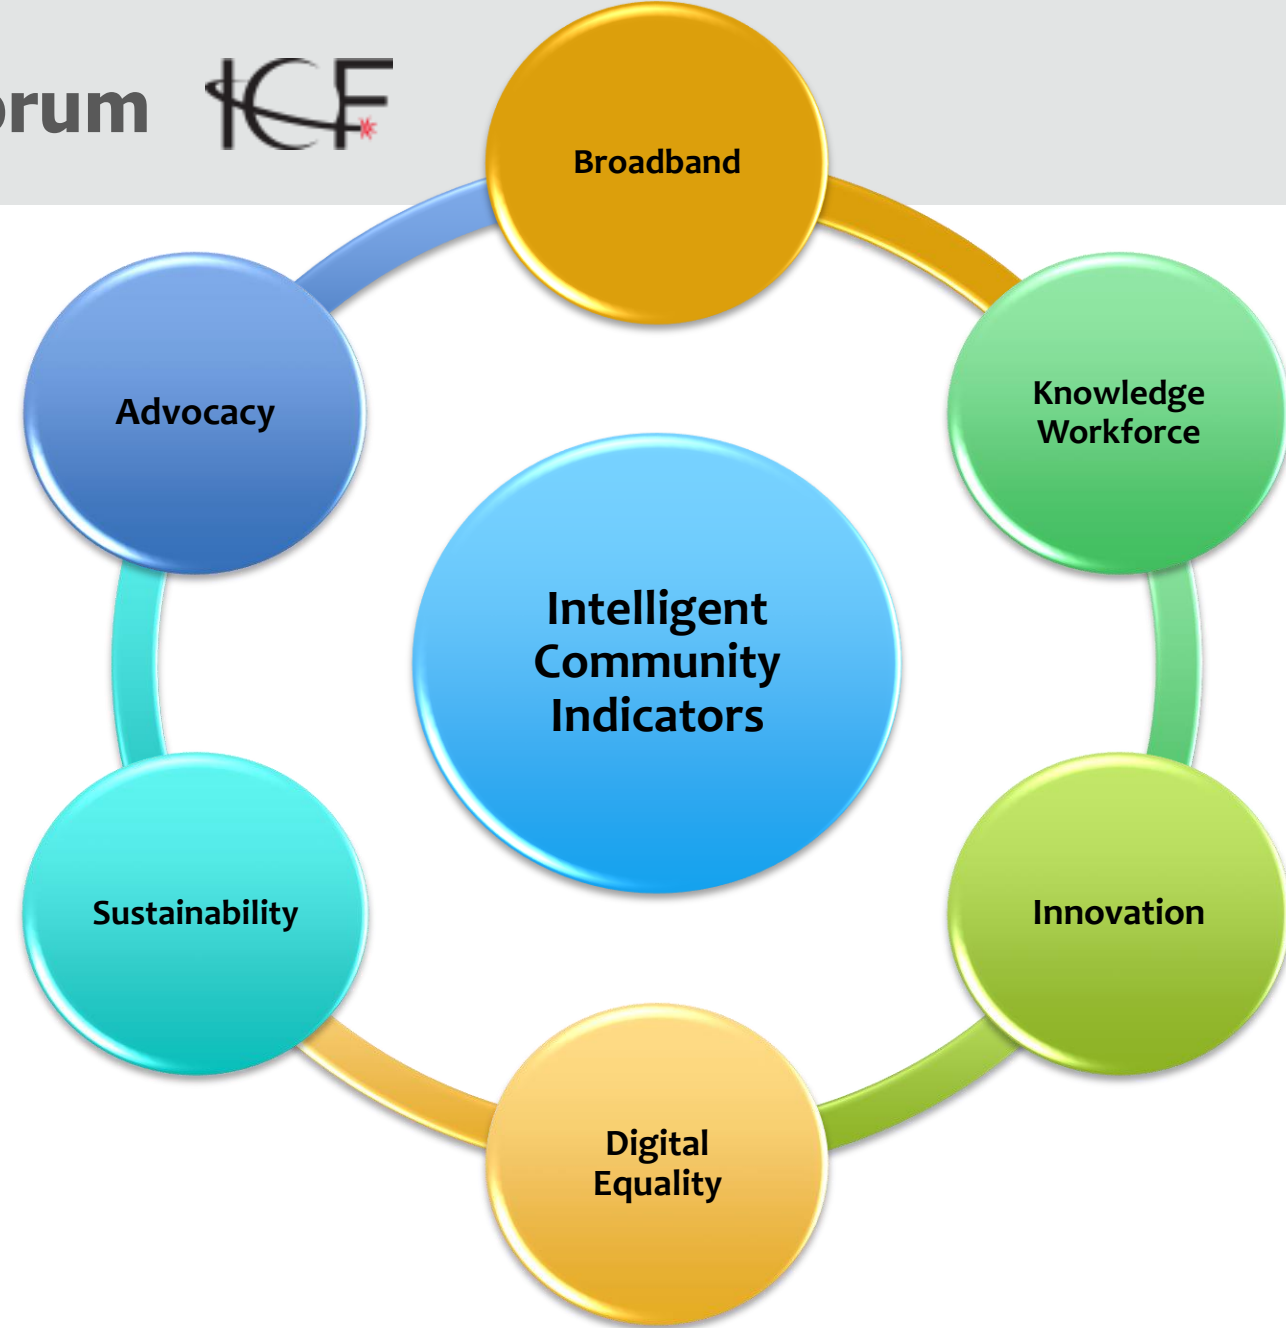 orum ICF
Broadband
Knowledge
Workforce
Innovation
Digital
Equality
Sustainability
Advocacy
Intelligent
Community
Indicators